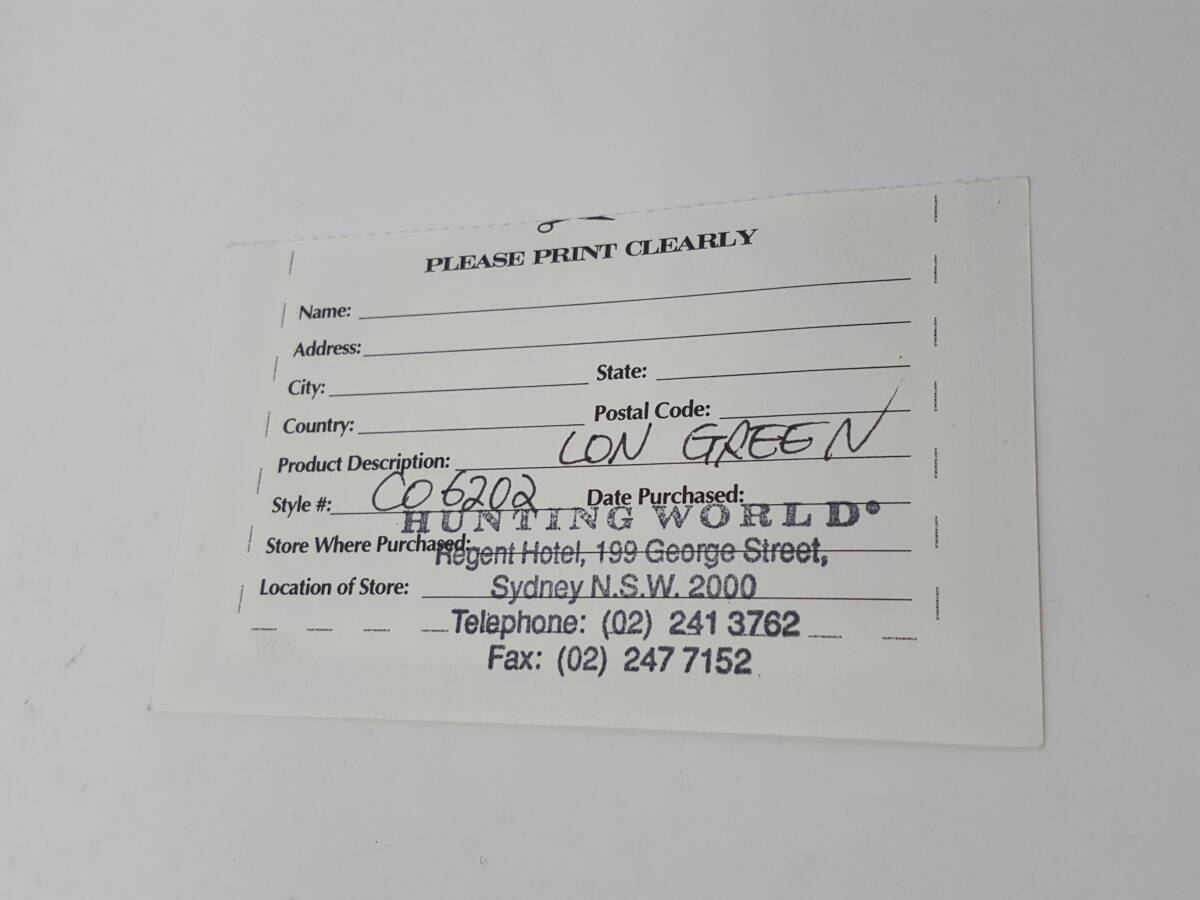 PLEASE PRINT CLEARLY
Name:
Address:
City: State:
Country: Postal Code:
Product Description: LON GREEN
Style #: CO 6202 Date Purchased:
HUNTING WORLD®
Store Where Purchased: Regent Hotel, 199 George Street,
Location of Store: Sydney N.S.W. 2000
Telephone: (02) 241 3762
Fax: (02) 247 7152